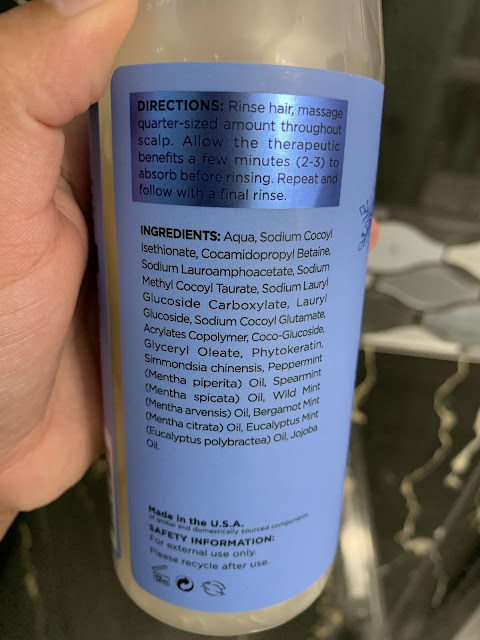 DIRECTIONS: Rinse hair, massage
quarter-sized amount throughout
scalp. Allow the therapeutic
benefits a few minutes (2-3) to
absorb before rinsing. Repeat and
follow with a final rinse.
INGREDIENTS: Aqua, Sodium Cocoyl
Isethionate, Cocamidopropyl Betaine,
Sodium Lauroamphoacetate, Sodium
Methyl Cocoyl Taurate, Sodium Lauryl
Glucoside Carboxylate, Lauryl
Glucoside, Sodium Cocoyl Glutamate,
Acrylates Copolymer, Coco-Glucoside,
Glyceryl Oleate, Phytokeratin,
Simmondsia chinensis, Peppermint
(Mentha piperita) Oil, Spearmint
(Mentha spicata) Oil, Wild Mint
(Mentha arvensis) Oil, Bergamot Mint
(Mentha citrata) Oil, Eucalyptus Mint
(Eucalyptus polybractea) Oil, Jojoba
Oil.
Made in the U.S.A.
of global and domestically sourced components
SAFETY INFORMATION:
For external use only.
Please recycle after use.
12m